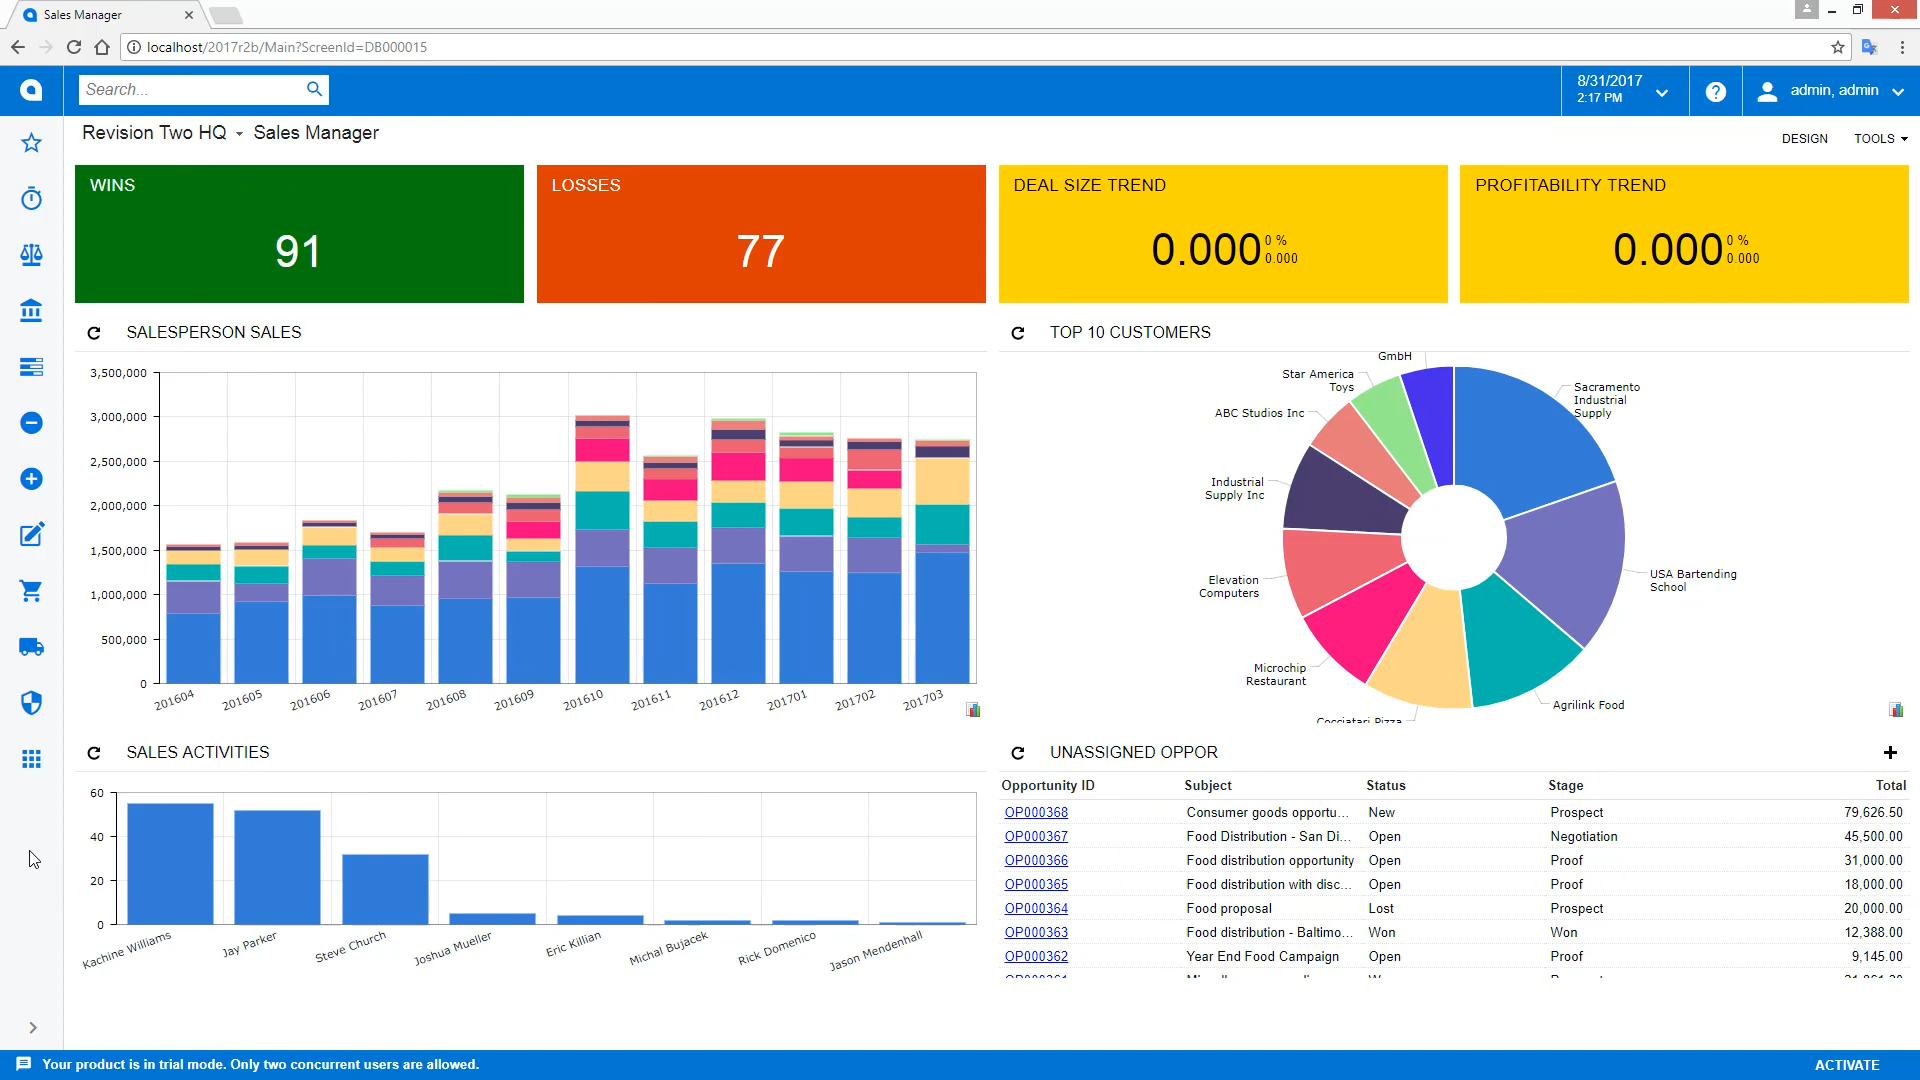 Sales Manager
localhost/2017r2b/Main?ScreenId=DB000015
Search...
8/31/2017
2:17 PM
admin, admin
Revision Two HQ Sales Manager
DESIGN TOOLS
WINS
91
LOSSES
77
DEAL SIZE TREND
0.000
0 %
0.000
PROFITABILITY TREND
0.000
0 %
0.000
SALESPERSON SALES
3,500,000
3,000,000
2,500,000
2,000,000
1,500,000
1,000,000
500,000
0
201604 201605 201606 201607 201608 201609 201610 201611 201612 201701 201702 201703
TOP 10 CUSTOMERS
GmbH
Star America
Toys
ABC Studios Inc
Industrial
Supply Inc
Elevation
Computers
Microchip
Restaurant
Cocciatari Pizza
Agrilink Food
USA Bartending
School
Sacramento
Industrial
Supply
SALES ACTIVITIES
60
40
20
0
Kachine Williams Jay Parker Steve Church Joshua Mueller Eric Killian Michal Bujacek Rick Domenico Jason Mendenhall
UNASSIGNED OPPOR
Opportunity ID Subject Status Stage Total
OP000368 Consumer goods opportu... New Prospect 79,626.50
OP000367 Food Distribution - San Di... Open Negotiation 45,500.00
OP000366 Food distribution opportunity Open Proof 31,000.00
OP000365 Food distribution with disc... Open Proof 18,000.00
OP000364 Food proposal Lost Prospect 20,000.00
OP000363 Food distribution - Baltimo... Won Won 12,388.00
OP000362 Year End Food Campaign Open Proof 9,145.00
OP000361
Your product is in trial mode. Only two concurrent users are allowed.
ACTIVATE